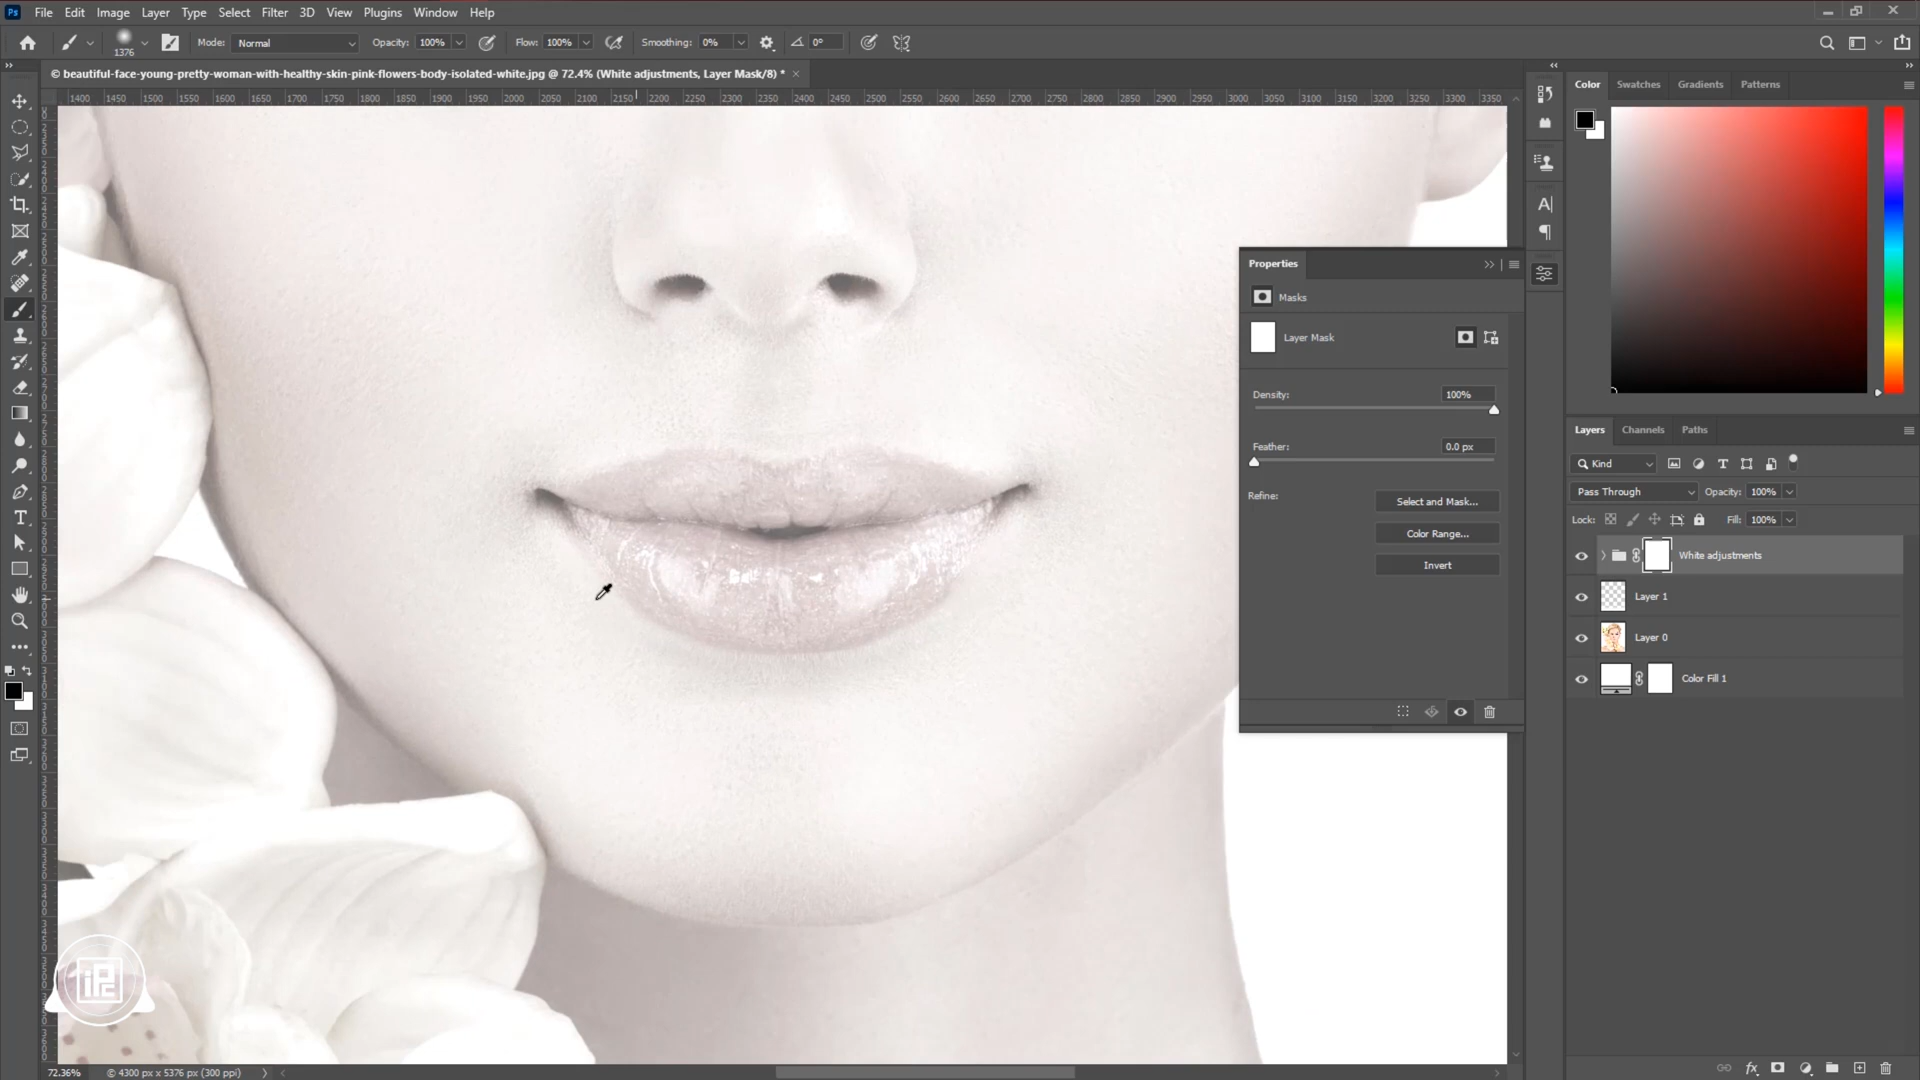 Ps File Edit Image Layer Type Select Filter 3D View Plugins Window Help
1376 Mode: Normal Opacity: 100% Flow: 100% Smoothing: 0% 0°
© beautiful-face-young-pretty-woman-with-healthy-skin-pink-flowers-body-isolated-white.jpg @ 72.4% (White adjustments, Layer Mask/8) * ×
1400 1450 1500 1550 1600 1650 1700 1750 1800 1850 1900 1950 2000 2050 2100 2150 2200 2250 2300 2350 2400 2450 2500 2550 2600 2650 2700 2750 2800 2850 2900 2950 3000 3050 3100 3150 3200 3250 3300 3350
Color Swatches Gradients Patterns
Properties
Masks
Layer Mask
Density: 100%
Feather: 0.0 px
Refine: Select and Mask...
Color Range...
Invert
Layers Channels Paths
Kind
Pass Through Opacity: 100%
Lock: Fill: 100%
White adjustments
Layer 1
Layer 0
Color Fill 1
fx
72.36% © 4300 px x 5376 px (300 ppi)